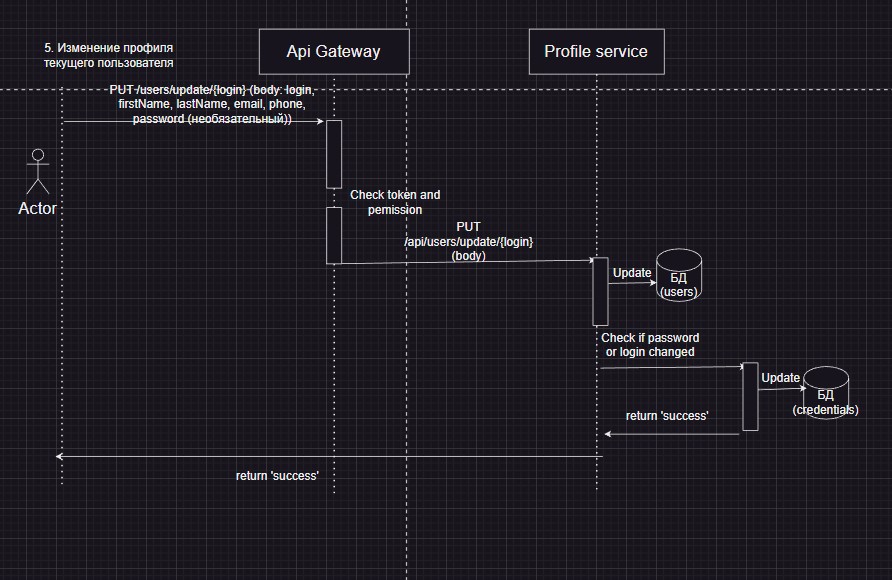 5. Изменение профиля
текущего пользователя
Api Gateway
Profile service
PUT /users/update/{login} (body: login,
firstName, lastName, email, phone,
password (необязательный))
Actor
Check token and
pemission
PUT
/api/users/update/{login}
(body)
Update
БД
(users)
Check if password
or login changed
Update
БД
(credentials)
return 'success'
return 'success'